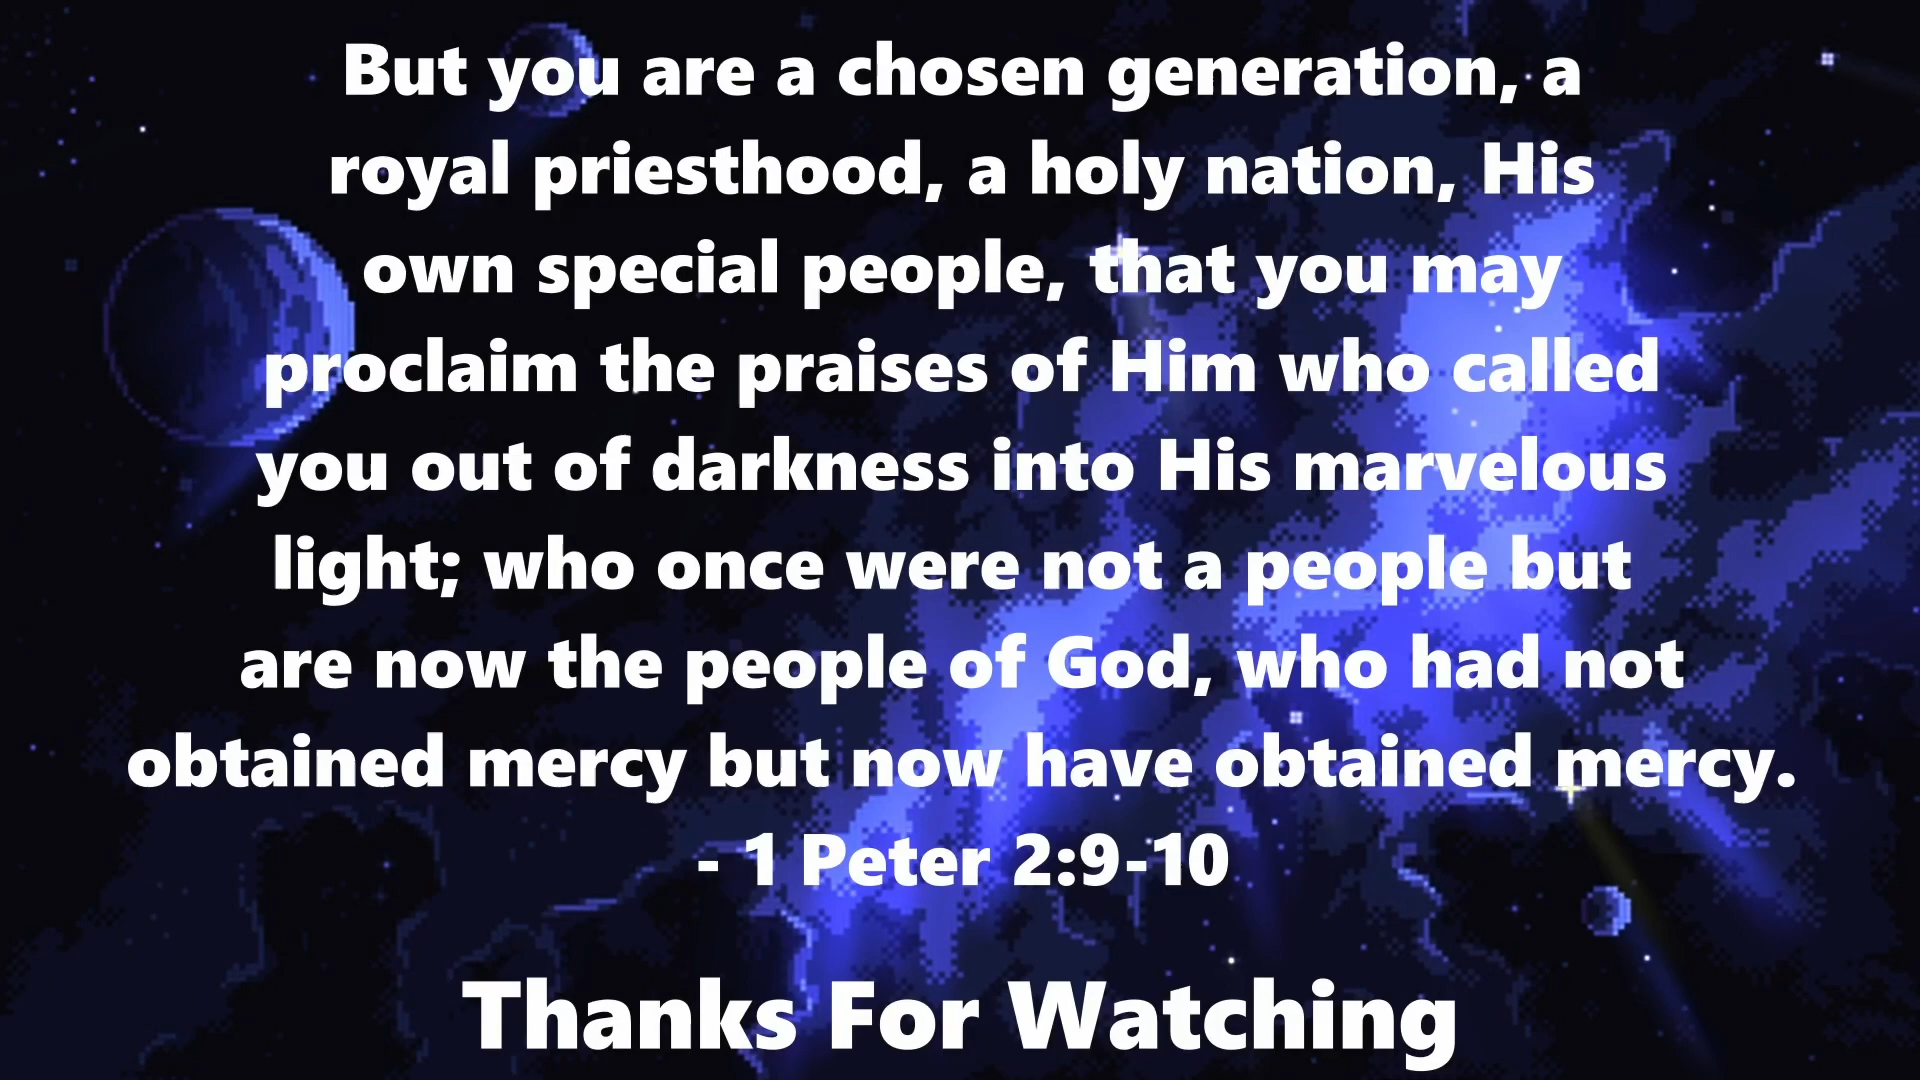 But you are a chosen generation, a
royal priesthood, a holy nation, His
own special people, that you may
proclaim the praises of Him who called
you out of darkness into His marvelous
light; who once were not a people but
are now the people of God, who had not
obtained mercy but now have obtained mercy.
- 1 Peter 2:9-10
Thanks For Watching